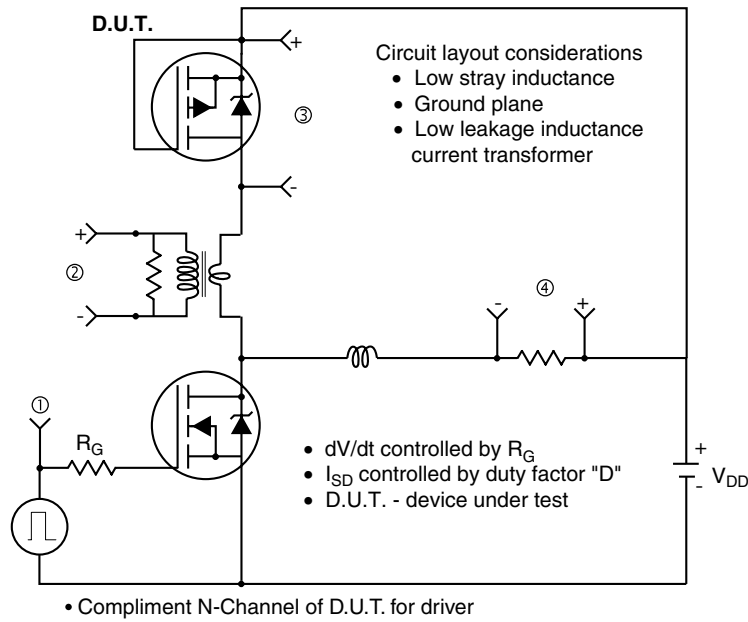 D.U.T.
+
Circuit layout considerations
• Low stray inductance
• Ground plane
• Low leakage inductance
current transformer
③
-
+
②
-
-
④
+
①
R_G
• dV/dt controlled by R_G
• I_SD controlled by duty factor "D"
• D.U.T. - device under test
+
V_DD
-
• Compliment N-Channel of D.U.T. for driver